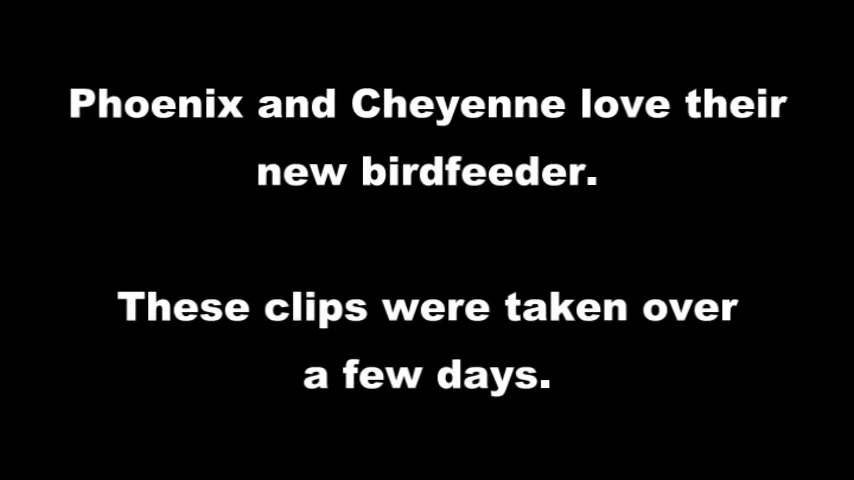 Phoenix and Cheyenne love their
new birdfeeder.
These clips were taken over
a few days.